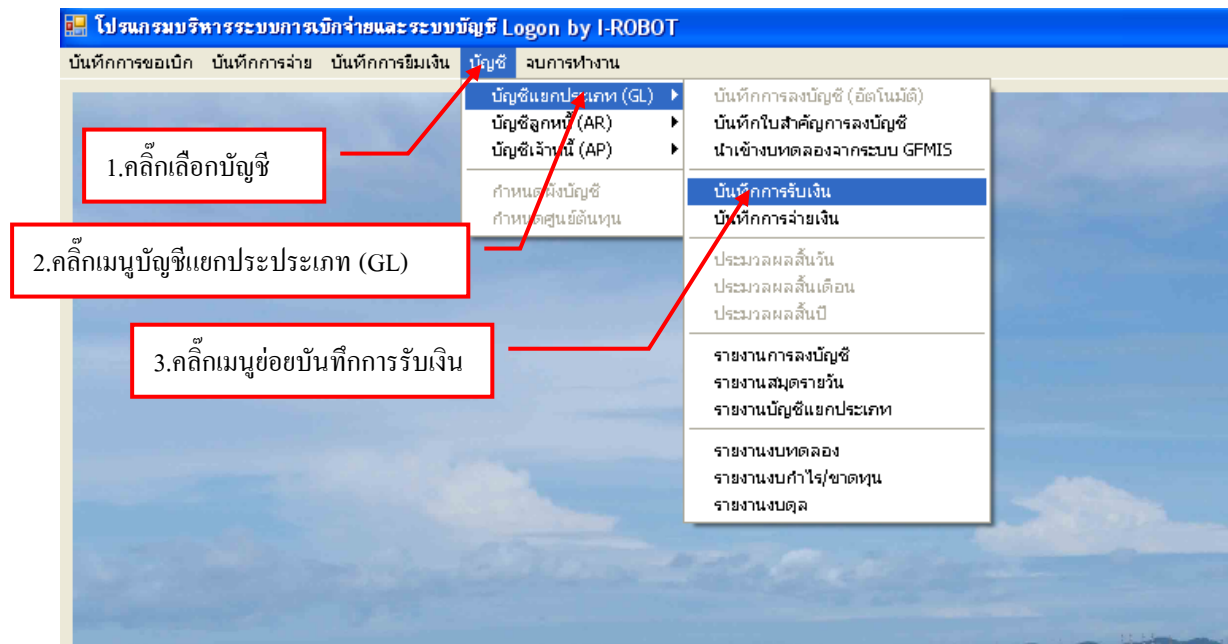 โปรแกรมบริหารระบบการเบิกจ่ายและระบบบัญชี Logon by I-ROBOT
บันทึกการขอเบิก บันทึกการจ่าย บันทึกการยืมเงิน บัญชี จบการทำงาน
บัญชีแยกประเภท (GL)
บัญชีลูกหนี้ (AR)
บัญชีเจ้าหนี้ (AP)
กำหนดผังบัญชี
กำหนดศูนย์ต้นทุน
บันทึกการลงบัญชี (อัตโนมัติ)
บันทึกใบสำคัญการลงบัญชี
นำเข้างบทดลองจากระบบ GFMIS
บันทึกการรับเงิน
บันทึกการจ่ายเงิน
ประมวลผลสิ้นวัน
ประมวลผลสิ้นเดือน
ประมวลผลสิ้นปี
รายงานการลงบัญชี
รายงานสมุดรายวัน
รายงานบัญชีแยกประเภท
รายงานงบทดลอง
รายงานงบกำไร/ขาดทุน
รายงานงบดุล
1.คลิ๊กเลือกบัญชี
2.คลิ๊กเมนูบัญชีแยกประประเภท (GL)
3.คลิ๊กเมนูย่อยบันทึกการรับเงิน